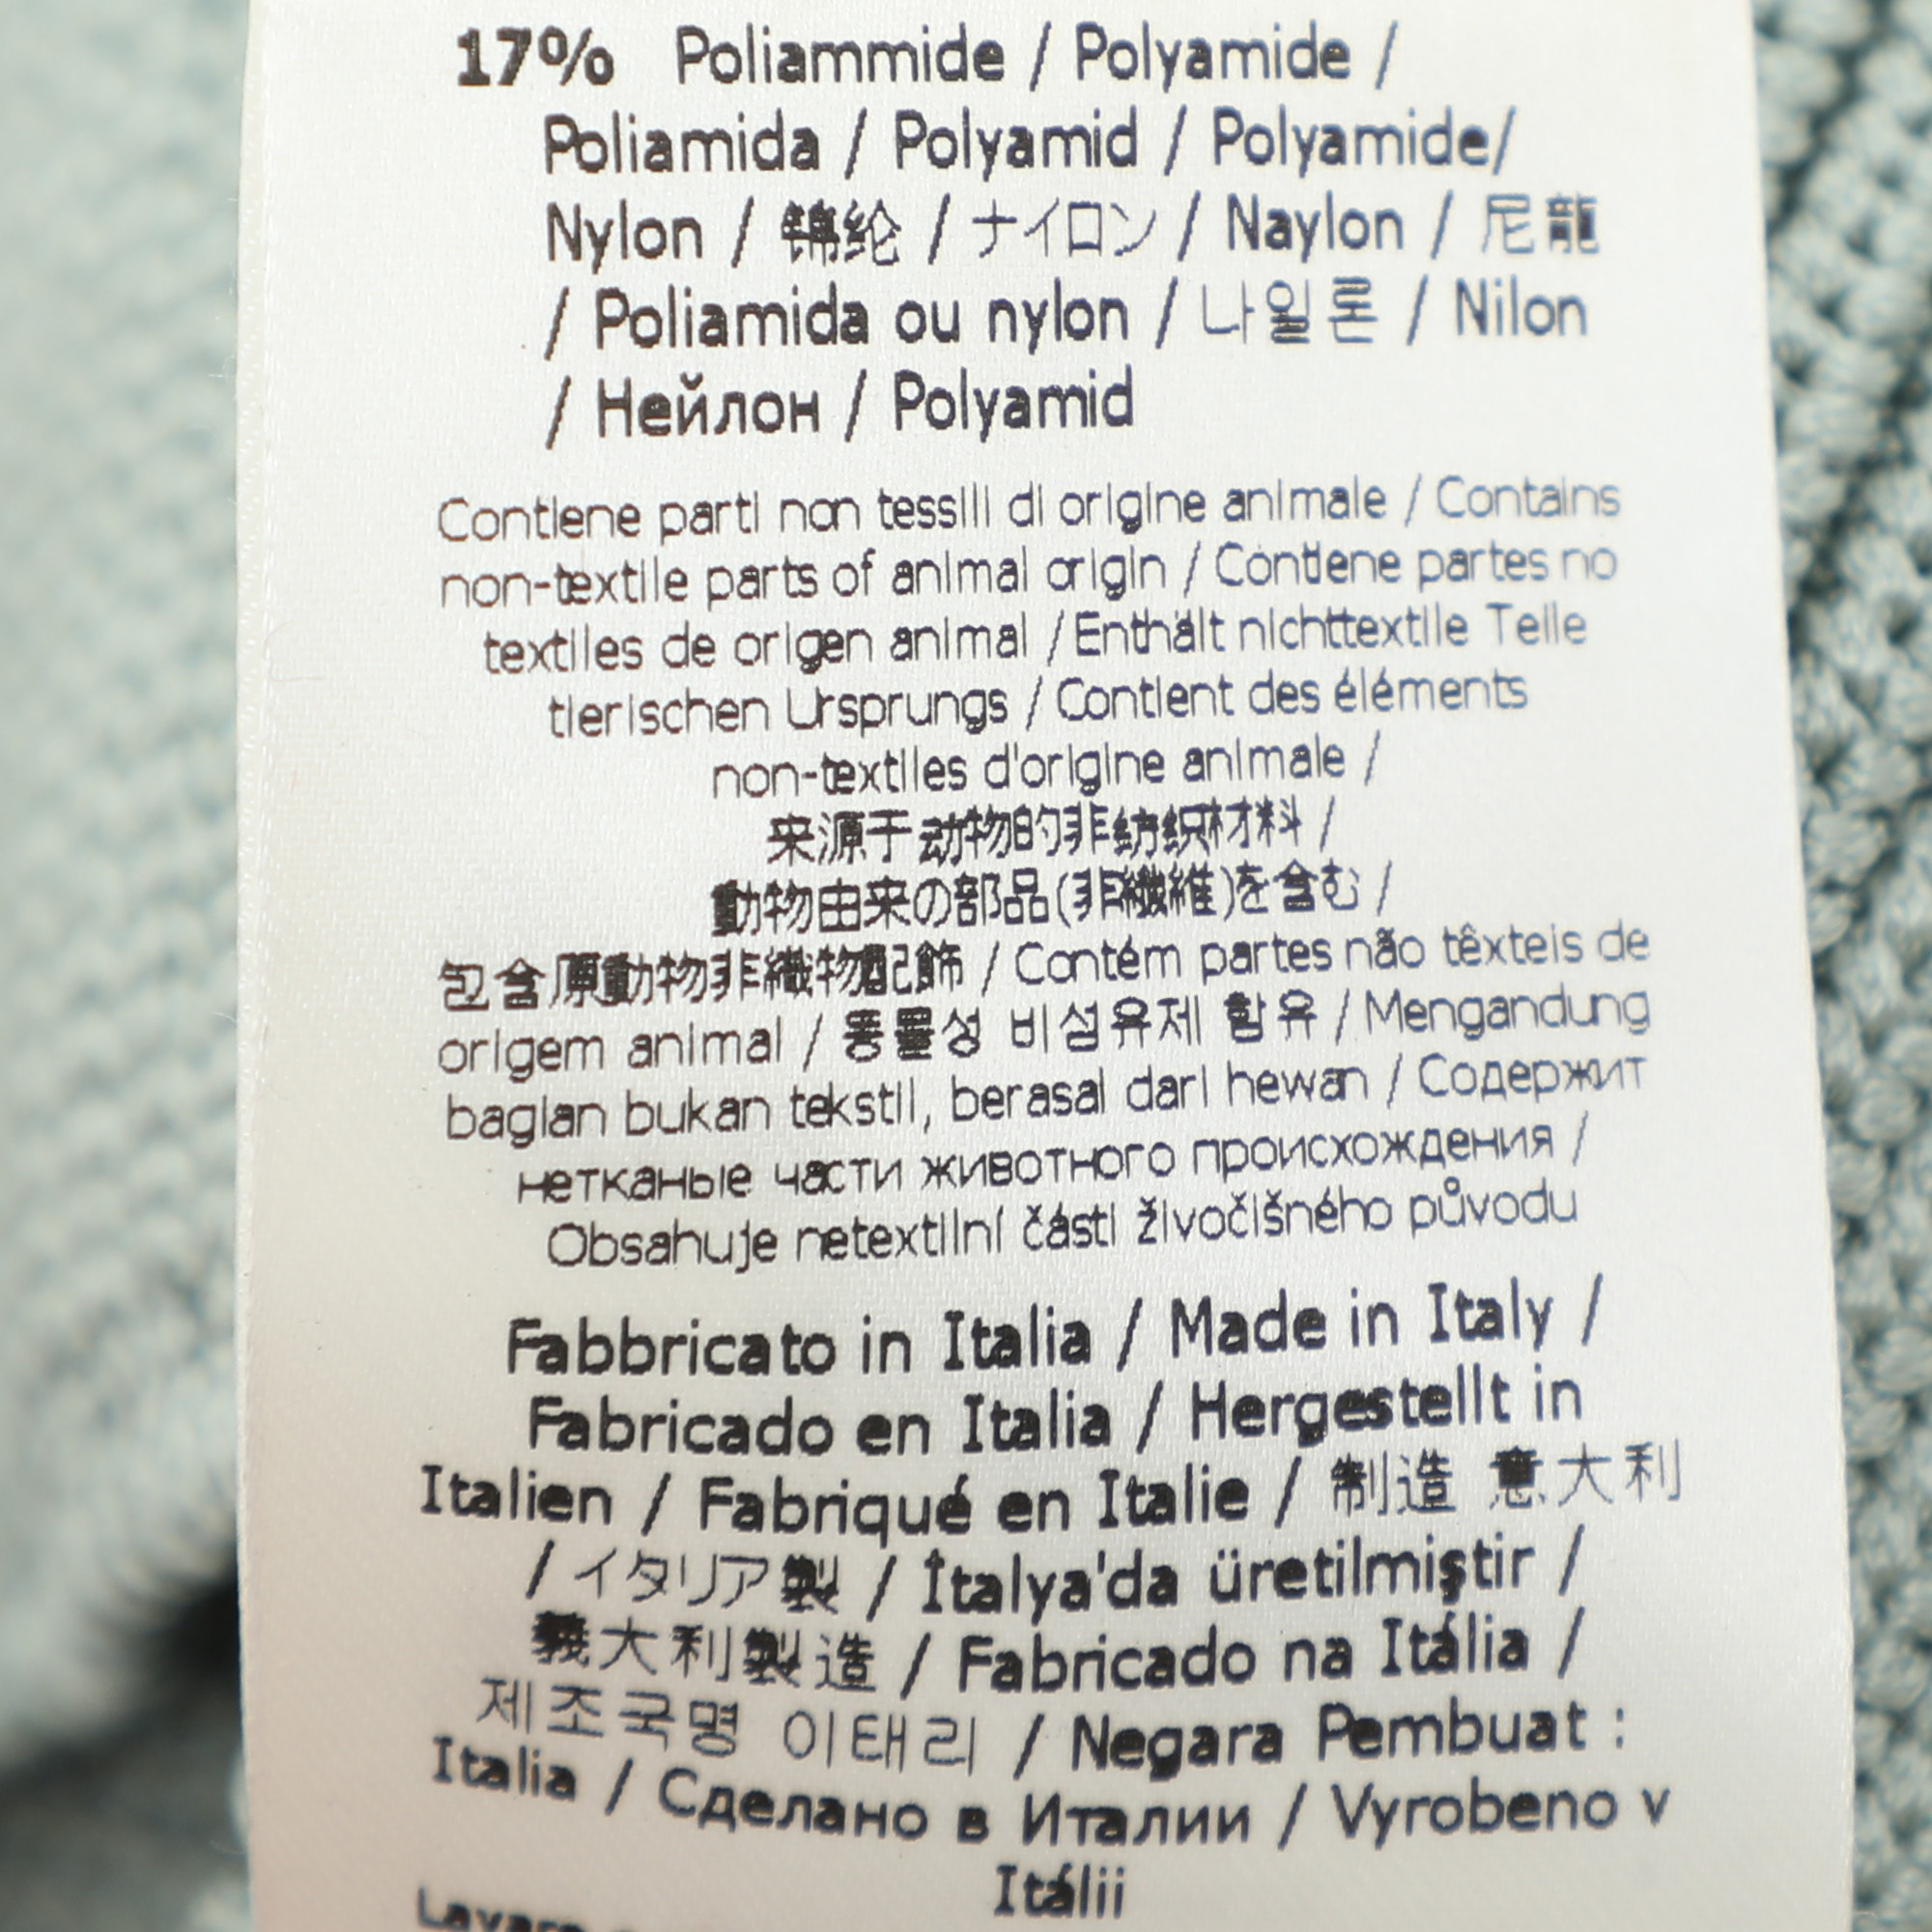 17% Poliammide / Polyamide /
Poliamida / Polyamid / Polyamide/
Nylon / 锦纶 / ナイロン / Naylon / 尼龍
/ Poliamida ou nylon / 나일론 / Nilon
/ Нейлон / Polyamid
Contiene parti non tessili di origine animale / Contains
non-textile parts of animal origin / Contiene partes no
textiles de origen animal / Enthält nichttextile Teile
tierischen Ursprungs / Contient des éléments
non-textiles d'origine animale /
来源于动物的非纺织材料 /
動物由来の部品(非繊維)を含む /
包含原動物非織物配飾 / Contém partes não têxteis de
origem animal / 동물성 비섬유제 함유 / Mengandung
bagian bukan tekstil, berasal dari hewan / Содержит
нетканые части животного происхождения /
Obsahuje netextilní části živočišného původu
Fabbricato in Italia / Made in Italy /
Fabricado en Italia / Hergestellt in
Italien / Fabriqué en Italie / 制造 意大利
/ イタリア製 / İtalya'da üretilmiştir /
義大利製造 / Fabricado na Itália /
제조국명 이태리 / Negara Pembuat :
Italia / Сделано в Италии / Vyrobeno v
Itálii